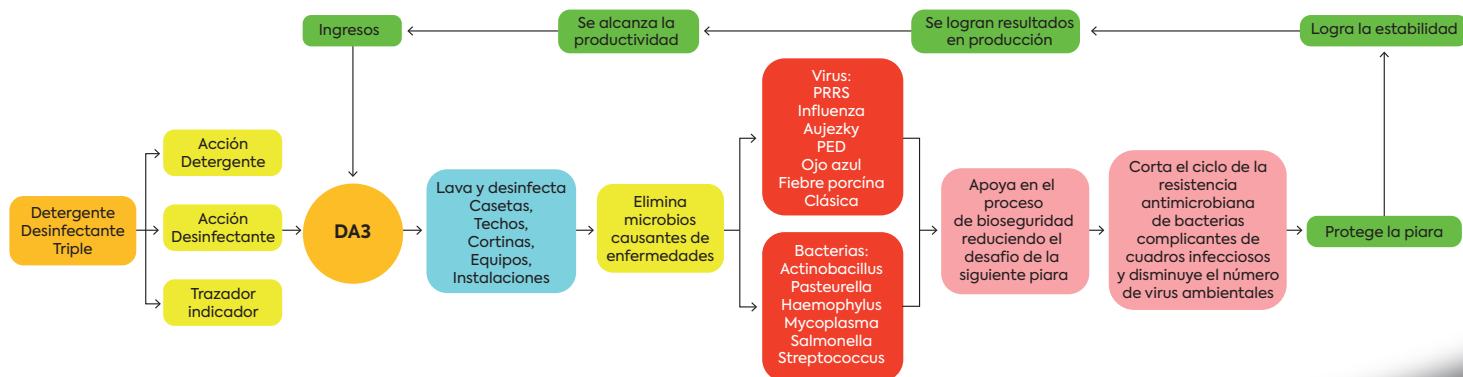 Ingresos
Se alcanza la
productividad
Se logran resultados
en producción
Logra la estabilidad
Detergente
Desinfectante
Triple
Acción
Detergente
Acción
Desinfectante
Trazador
indicador
DA3
Lava y desinfecta
Casetas,
Techos,
Cortinas,
Equipos,
Instalaciones
Elimina
microbios
causantes de
enfermedades
Virus:
PRRS
Influenza
Aujezky
PED
Ojo azul
Fiebre porcína
Clásica
Bacterias:
Actinobacillus
Pasteurella
Haemophylus
Mycoplasma
Salmonella
Streptococcus
Apoya en el
proceso
de bioseguridad
reduciendo el
desafio de la
siguiente piara
Corta el ciclo de la
resistencia
antimicrobiana
de bacterias
complicantes de
cuadros infecciosos
y disminuye el número
de virus ambientales
Protege la piara